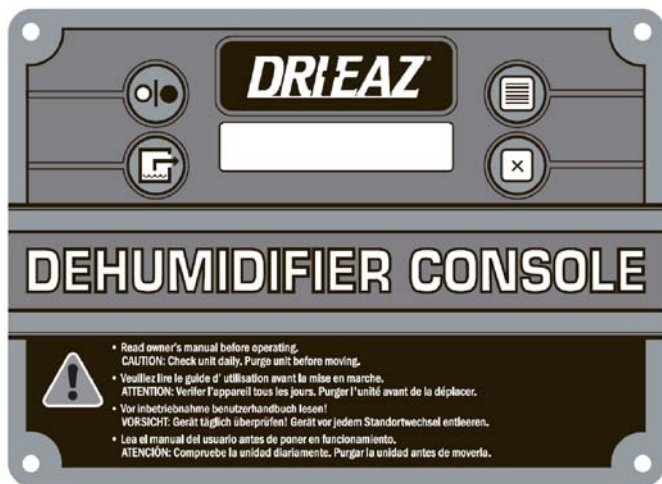 DRI-EAZ®
DEHUMIDIFIER CONSOLE
• Read owner's manual before operating.
CAUTION: Check unit daily. Purge unit before moving.
• Veuillez lire le guide d' utilisation avant la mise en marche.
ATTENTION: Verifer l'appareil tous les jours. Purger l'unité avant de la déplacer.
• Vor inbetriebnahme benutzerhandbuch lesen!
VORSICHT: Gerät täglich überprüfen! Gerät vor jedem Standortwechsel entleeren.
• Lea el manual del usuario antes de poner en funcionamiento.
ATENCIÓN: Compruebe la unidad diariamente. Purgar la unidad antes de moverla.